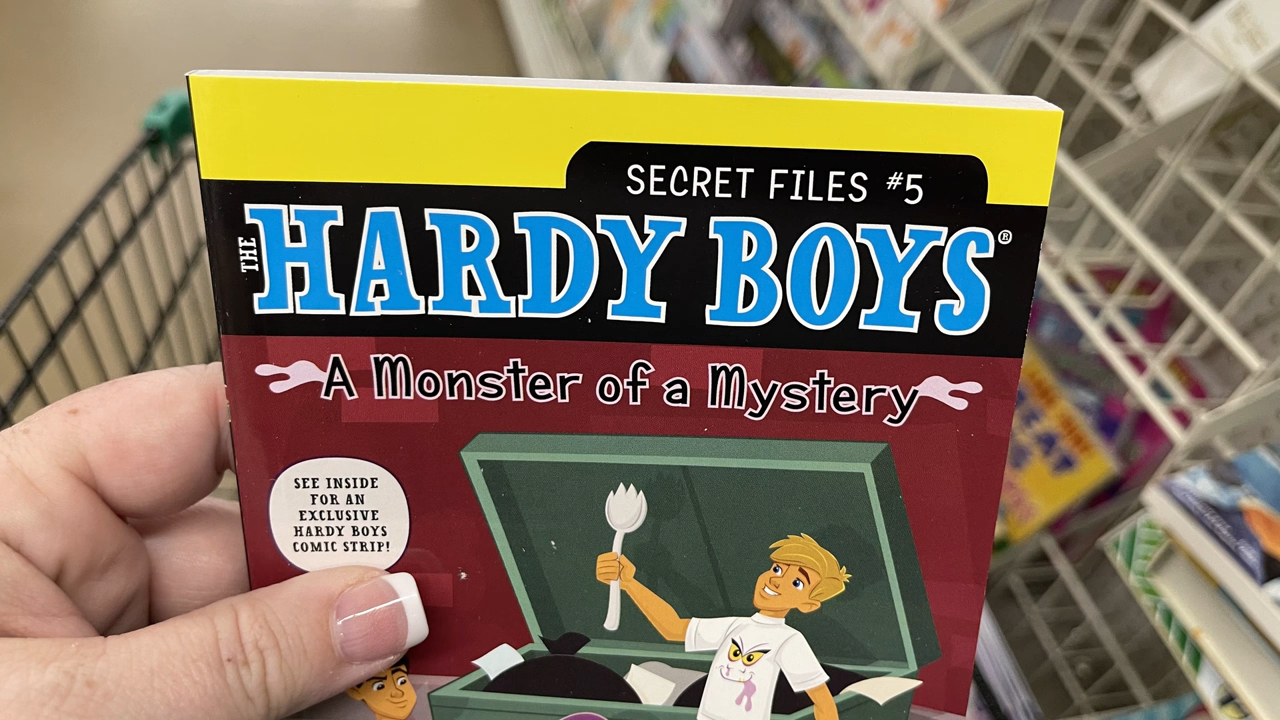 SECRET FILES #5
THE HARDY BOYS®
A Monster of a Mystery
SEE INSIDE
FOR AN
EXCLUSIVE
HARDY BOYS
COMIC STRIP!